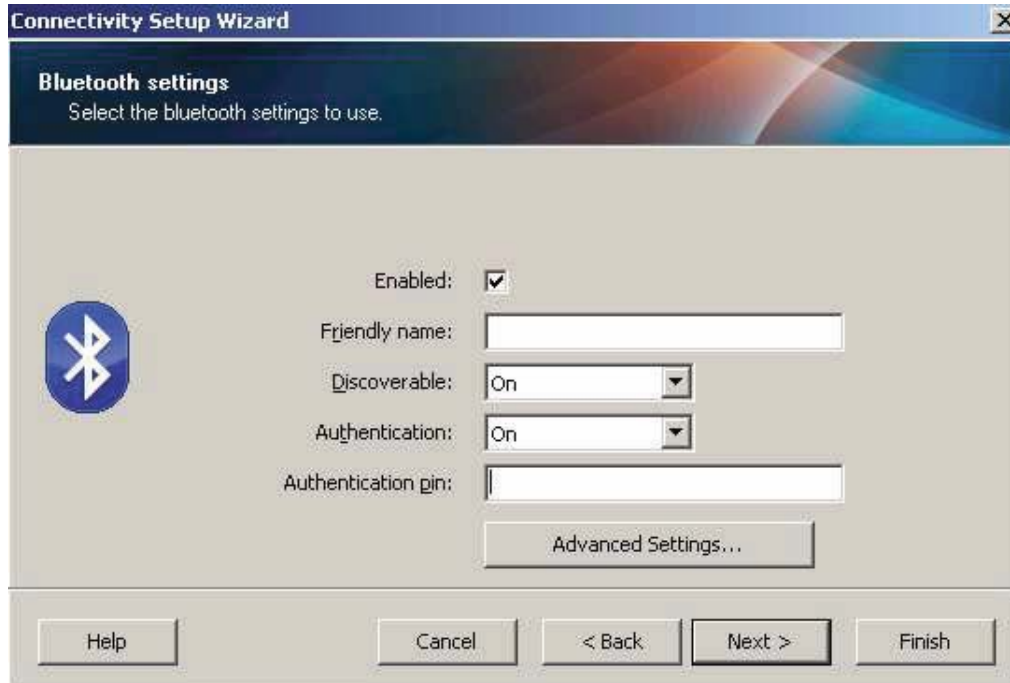 Connectivity Setup Wizard
Bluetooth settings
Select the bluetooth settings to use.
Enabled:
Friendly name:
Discoverable: On
Authentication: On
Authentication pin:
Advanced Settings...
Help Cancel < Back Next > Finish